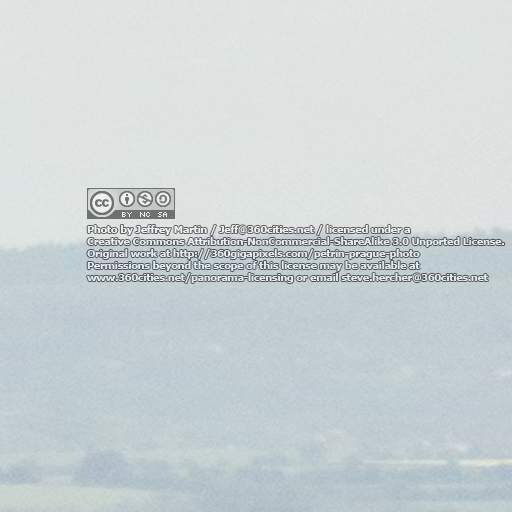 cc BY NC SA
Photo by Jeffrey Martin / Jeff@360cities.net / licensed under a
Creative Commons Attribution-NonCommercial-ShareAlike 3.0 Unported License.
Original work at http://360gigapixels.com/petrin-prague-photo
Permissions beyond the scope of this license may be available at
www.360cities.net/panorama-licensing or email steve.hercher@360cities.net